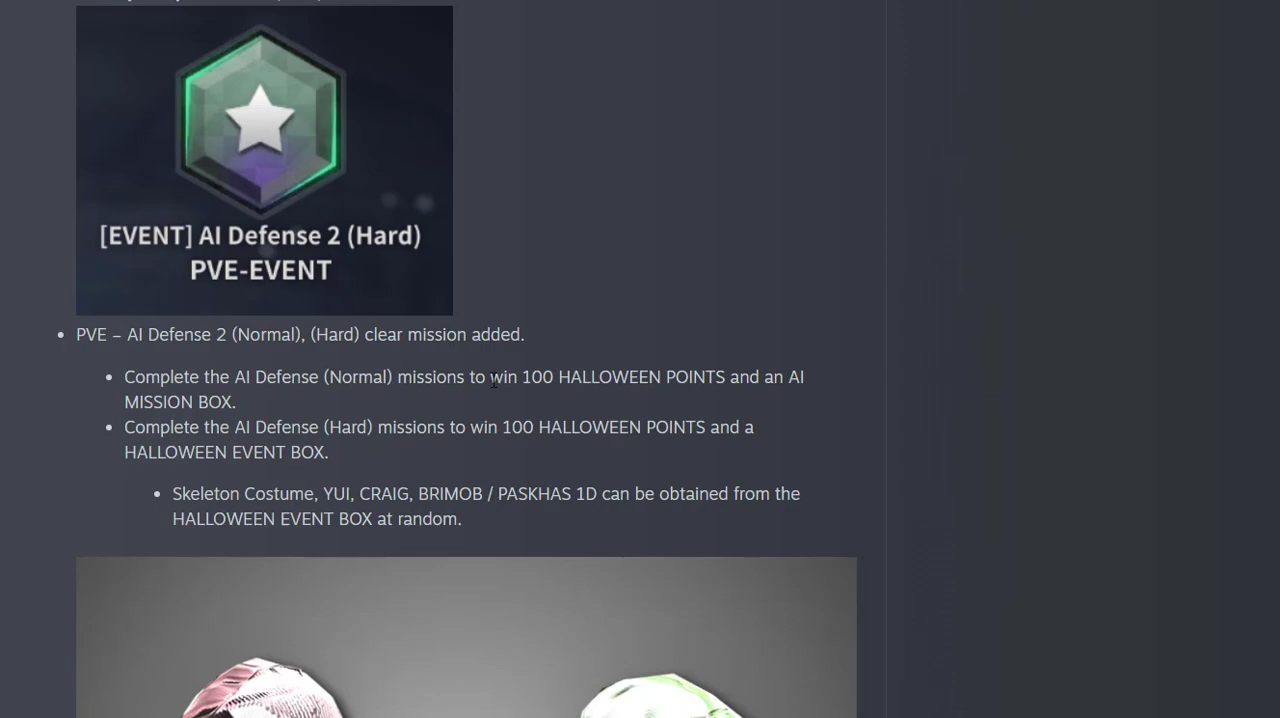 [EVENT] AI Defense 2 (Hard)
PVE-EVENT
PVE – AI Defense 2 (Normal), (Hard) clear mission added.
Complete the AI Defense (Normal) missions to win 100 HALLOWEEN POINTS and an AI
MISSION BOX.
Complete the AI Defense (Hard) missions to win 100 HALLOWEEN POINTS and a
HALLOWEEN EVENT BOX.
Skeleton Costume, YUI, CRAIG, BRIMOB / PASKHAS 1D can be obtained from the
HALLOWEEN EVENT BOX at random.